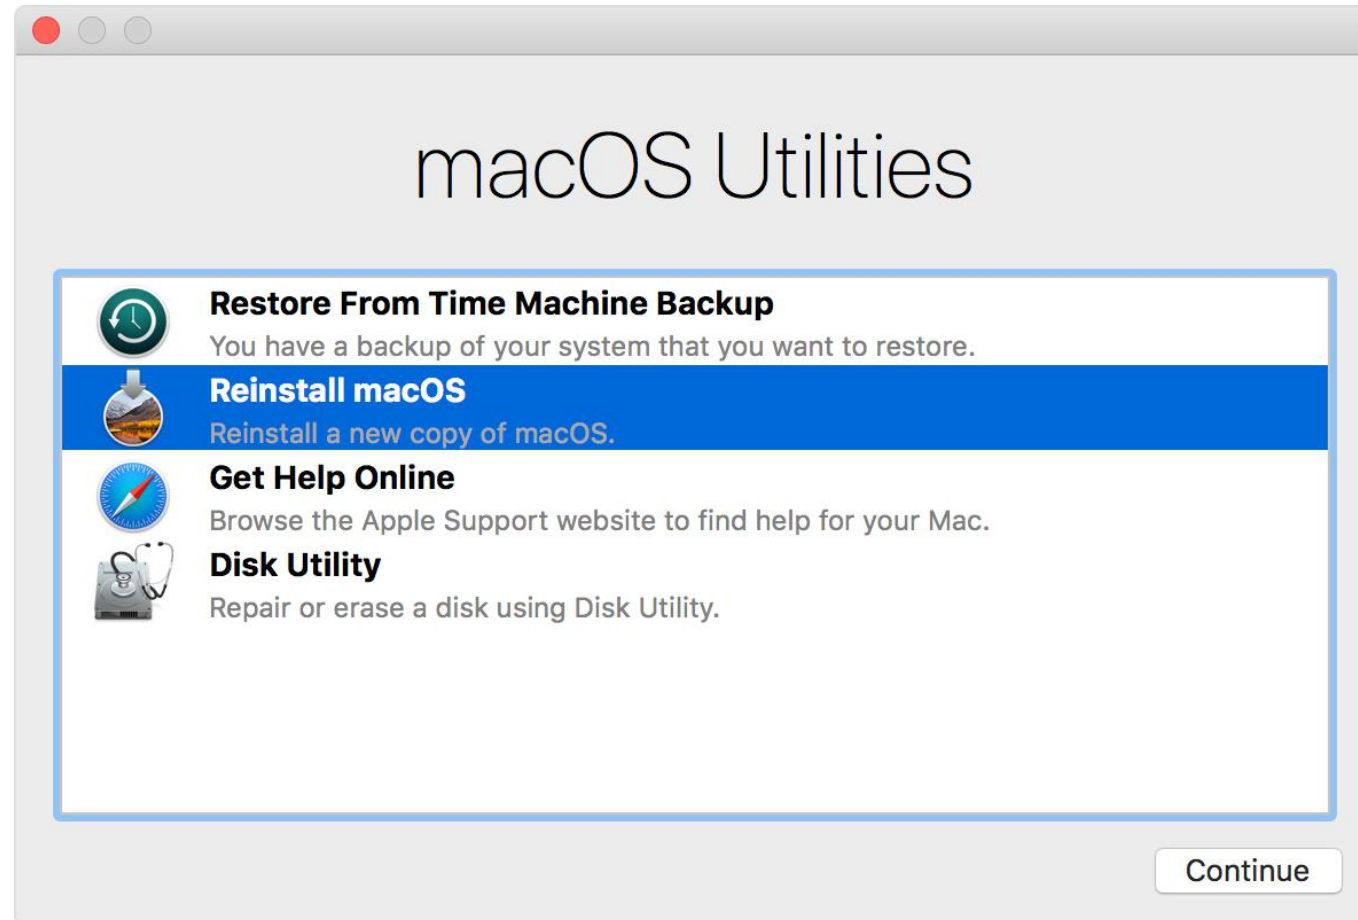 macOS Utilities
Restore From Time Machine Backup
You have a backup of your system that you want to restore.
Reinstall macOS
Reinstall a new copy of macOS.
Get Help Online
Browse the Apple Support website to find help for your Mac.
Disk Utility
Repair or erase a disk using Disk Utility.
Continue